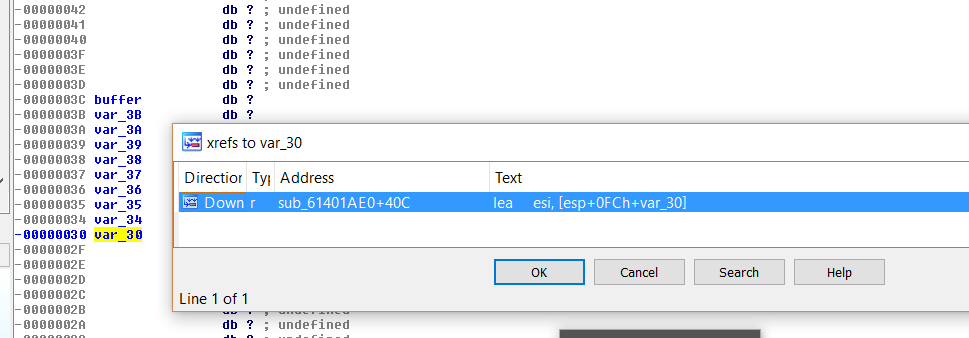 -00000042 db ? ; undefined
-00000041 db ? ; undefined
-00000040 db ? ; undefined
-0000003F db ? ; undefined
-0000003E db ? ; undefined
-0000003D db ? ; undefined
-0000003C buffer db ?
-0000003B var_3B db ?
-0000003A var_3A
-00000039 var_39
-00000038 var_38
-00000037 var_37
-00000036 var_36
-00000035 var_35
-00000034 var_34
-00000030 var_30
-0000002F
-0000002E
-0000002D
-0000002C
-0000002B db ? ; undefined
-0000002A db ? ; undefined
xrefs to var_30
Direction Typ Address Text
Down r sub_61401AE0+40C lea esi, [esp+0FCh+var_30]
OK Cancel Search Help
Line 1 of 1